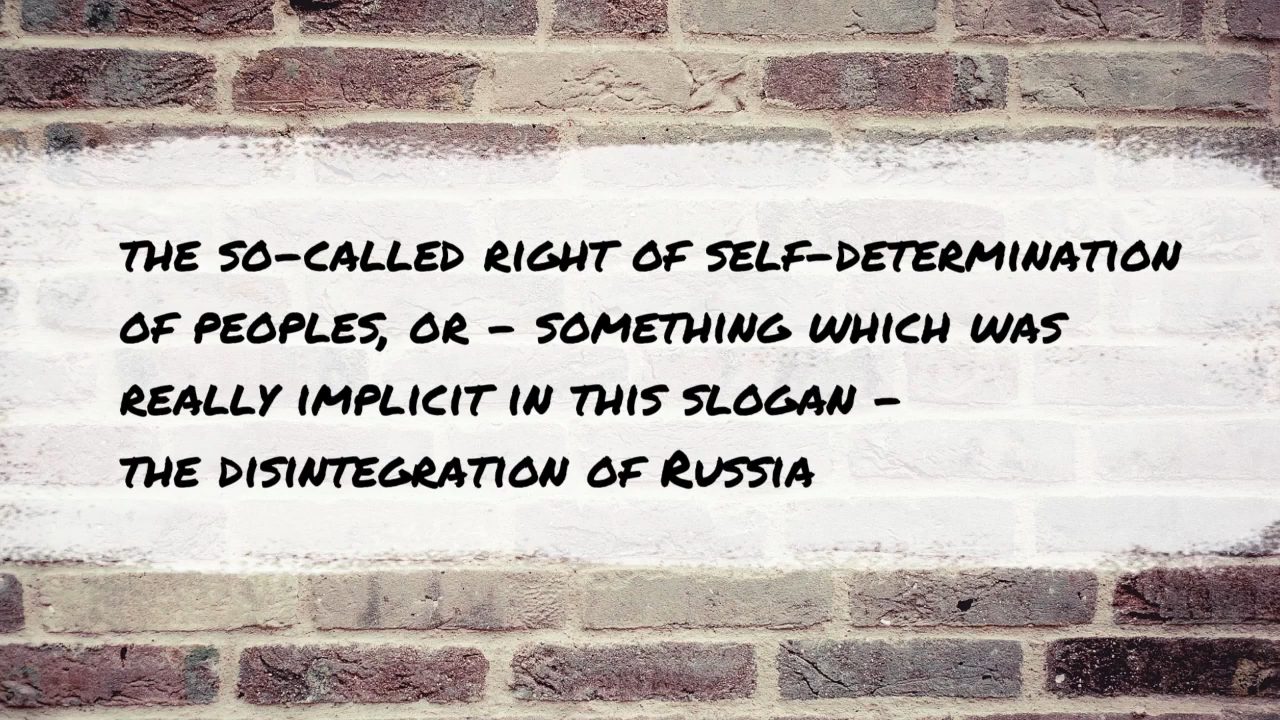 the so-called right of self-determination
of peoples, or - something which was
really implicit in this slogan -
the disintegration of Russia